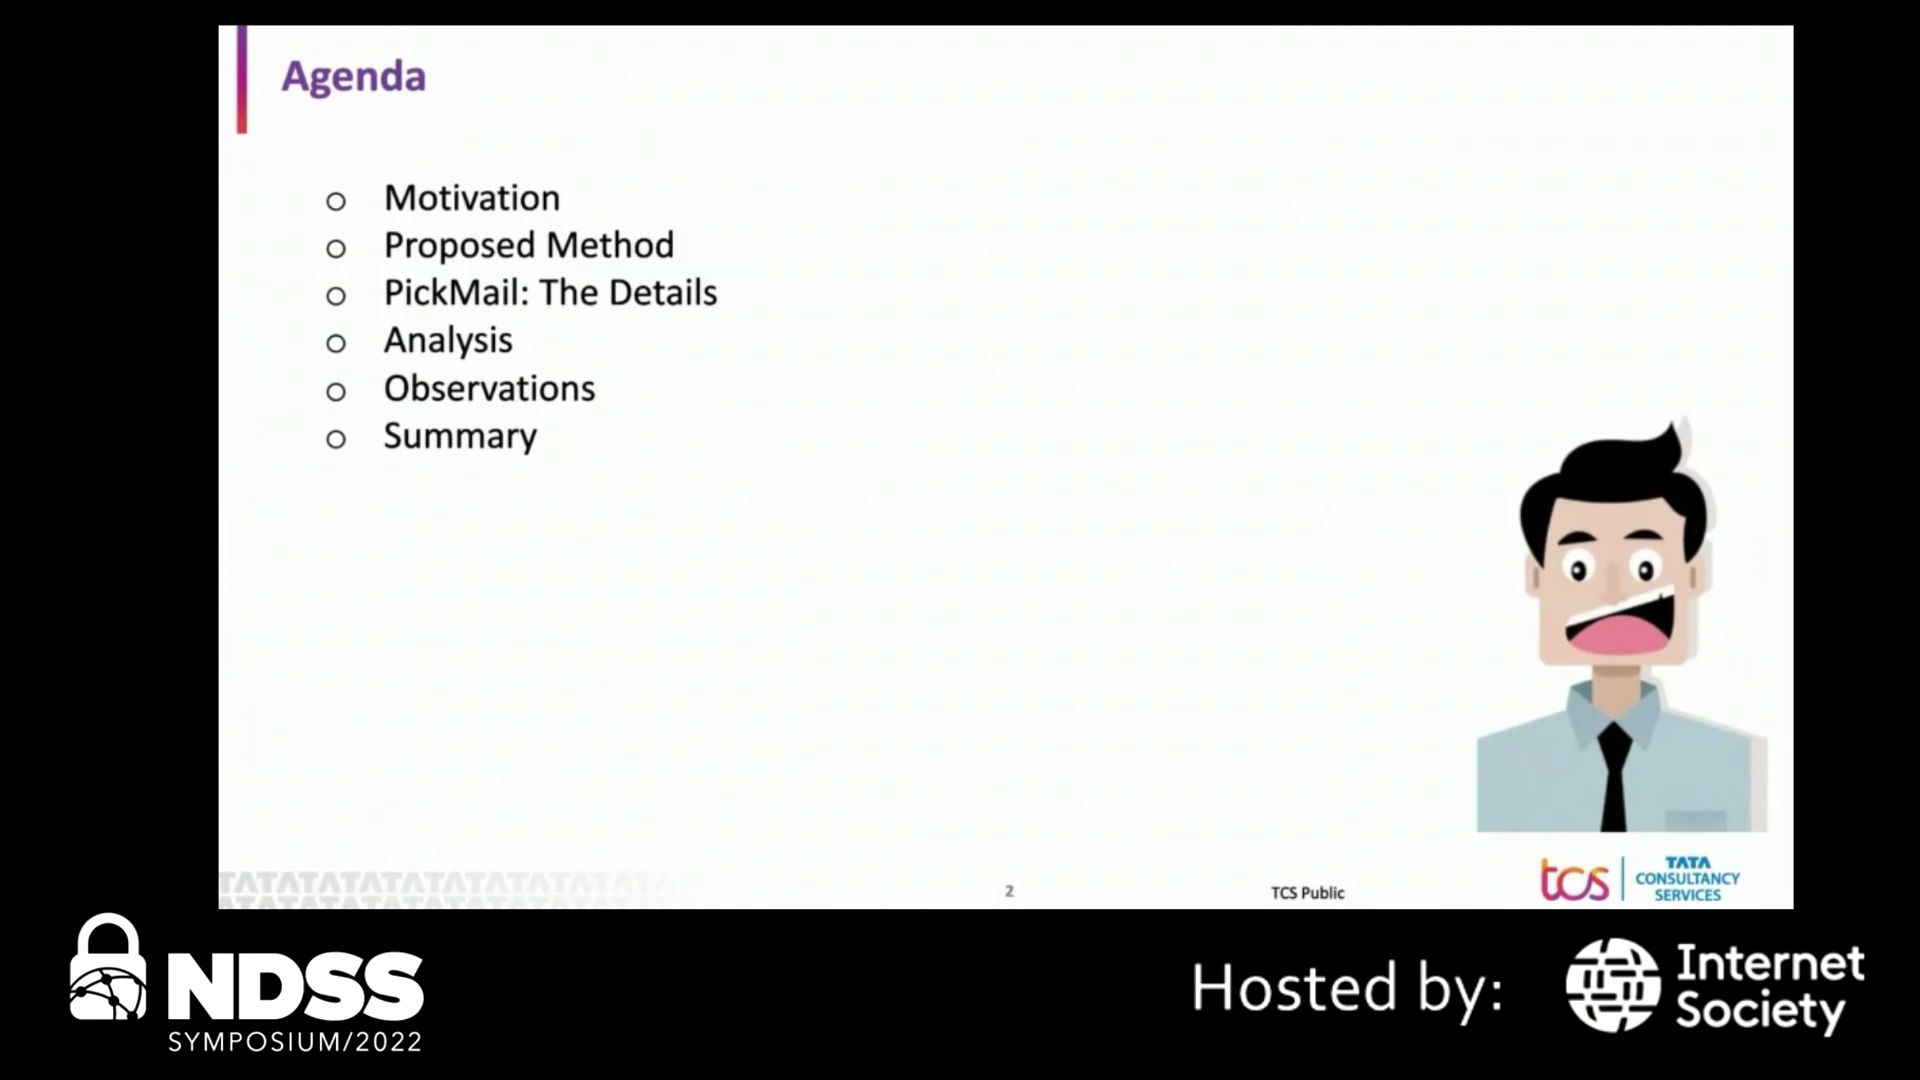 Agenda
Motivation
Proposed Method
PickMail: The Details
Analysis
Observations
Summary
TATATATATATATATATATATA
2
TCS Public
tcs
TATA
CONSULTANCY
SERVICES
NDSS
SYMPOSIUM/2022
Hosted by:
Internet
Society